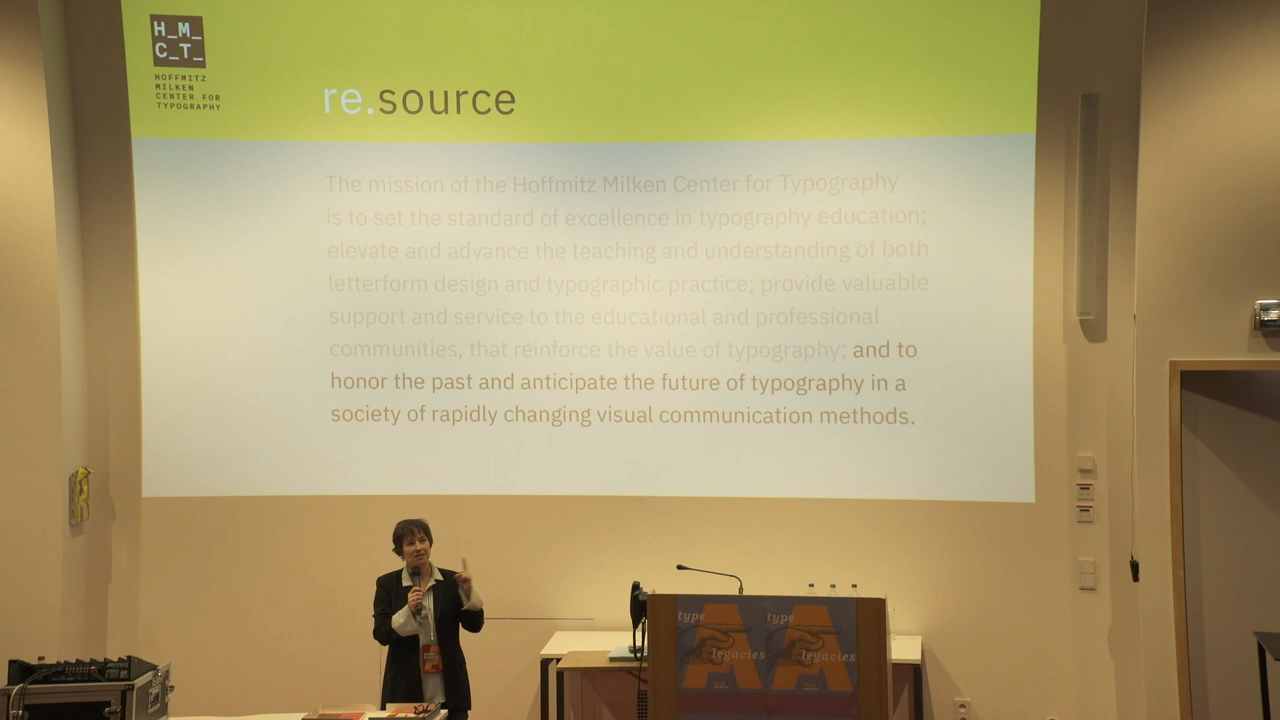 H_M_
C_T_
HOFFMITZ
MILKEN
CENTER FOR
TYPOGRAPHY
re.source
The mission of the Hoffmitz Milken Center for Typography
is to set the standard of excellence in typography education;
elevate and advance the teaching and understanding of both
letterform design and typographic practice; provide valuable
support and service to the educational and professional
communities, that reinforce the value of typography; and to
honor the past and anticipate the future of typography in a
society of rapidly changing visual communication methods.
type
legacies
type
legacies